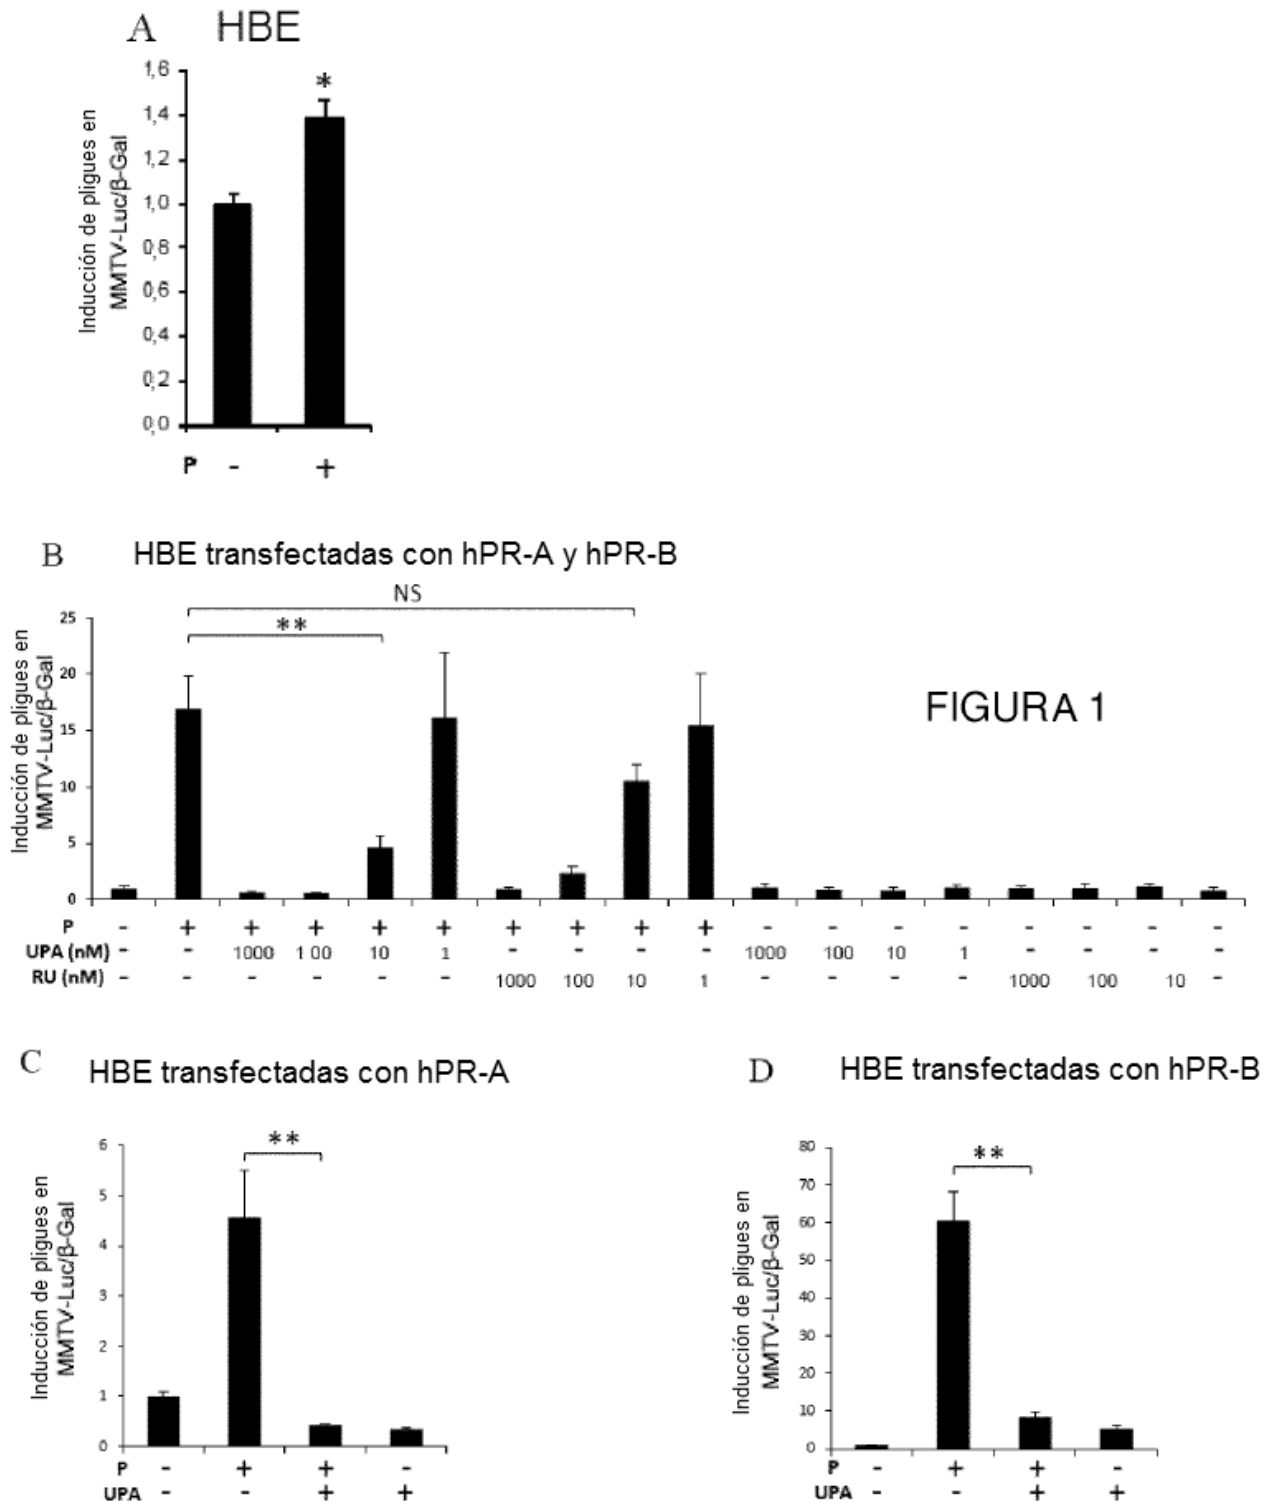 A HBE
Inducción de pligues en
MMTV-Luc/β-Gal
1,6
1,4
1,2
1,0
0,8
0,6
0,4
0,2
0,0
*
P - +
B HBE transfectadas con hPR-A y hPR-B
Inducción de pligues en
MMTV-Luc/β-Gal
NS
**
25
20
15
10
5
0
FIGURA 1
P - + + + + + + + + + - - - - - - - -
UPA (nM) - - 1000 1 00 10 1 - - - - 1000 100 10 1 - - - -
RU (nM) - - - - - - 1000 100 10 1 - - - - 1000 100 10 -
C HBE transfectadas con hPR-A
Inducción de pligues en
MMTV-Luc/β-Gal
**
6
5
4
3
2
1
0
P - + + -
UPA - - + +
D HBE transfectadas con hPR-B
Inducción de pligues en
MMTV-Luc/β-Gal
**
80
70
60
50
40
30
20
10
0
P - + + -
UPA - - + +